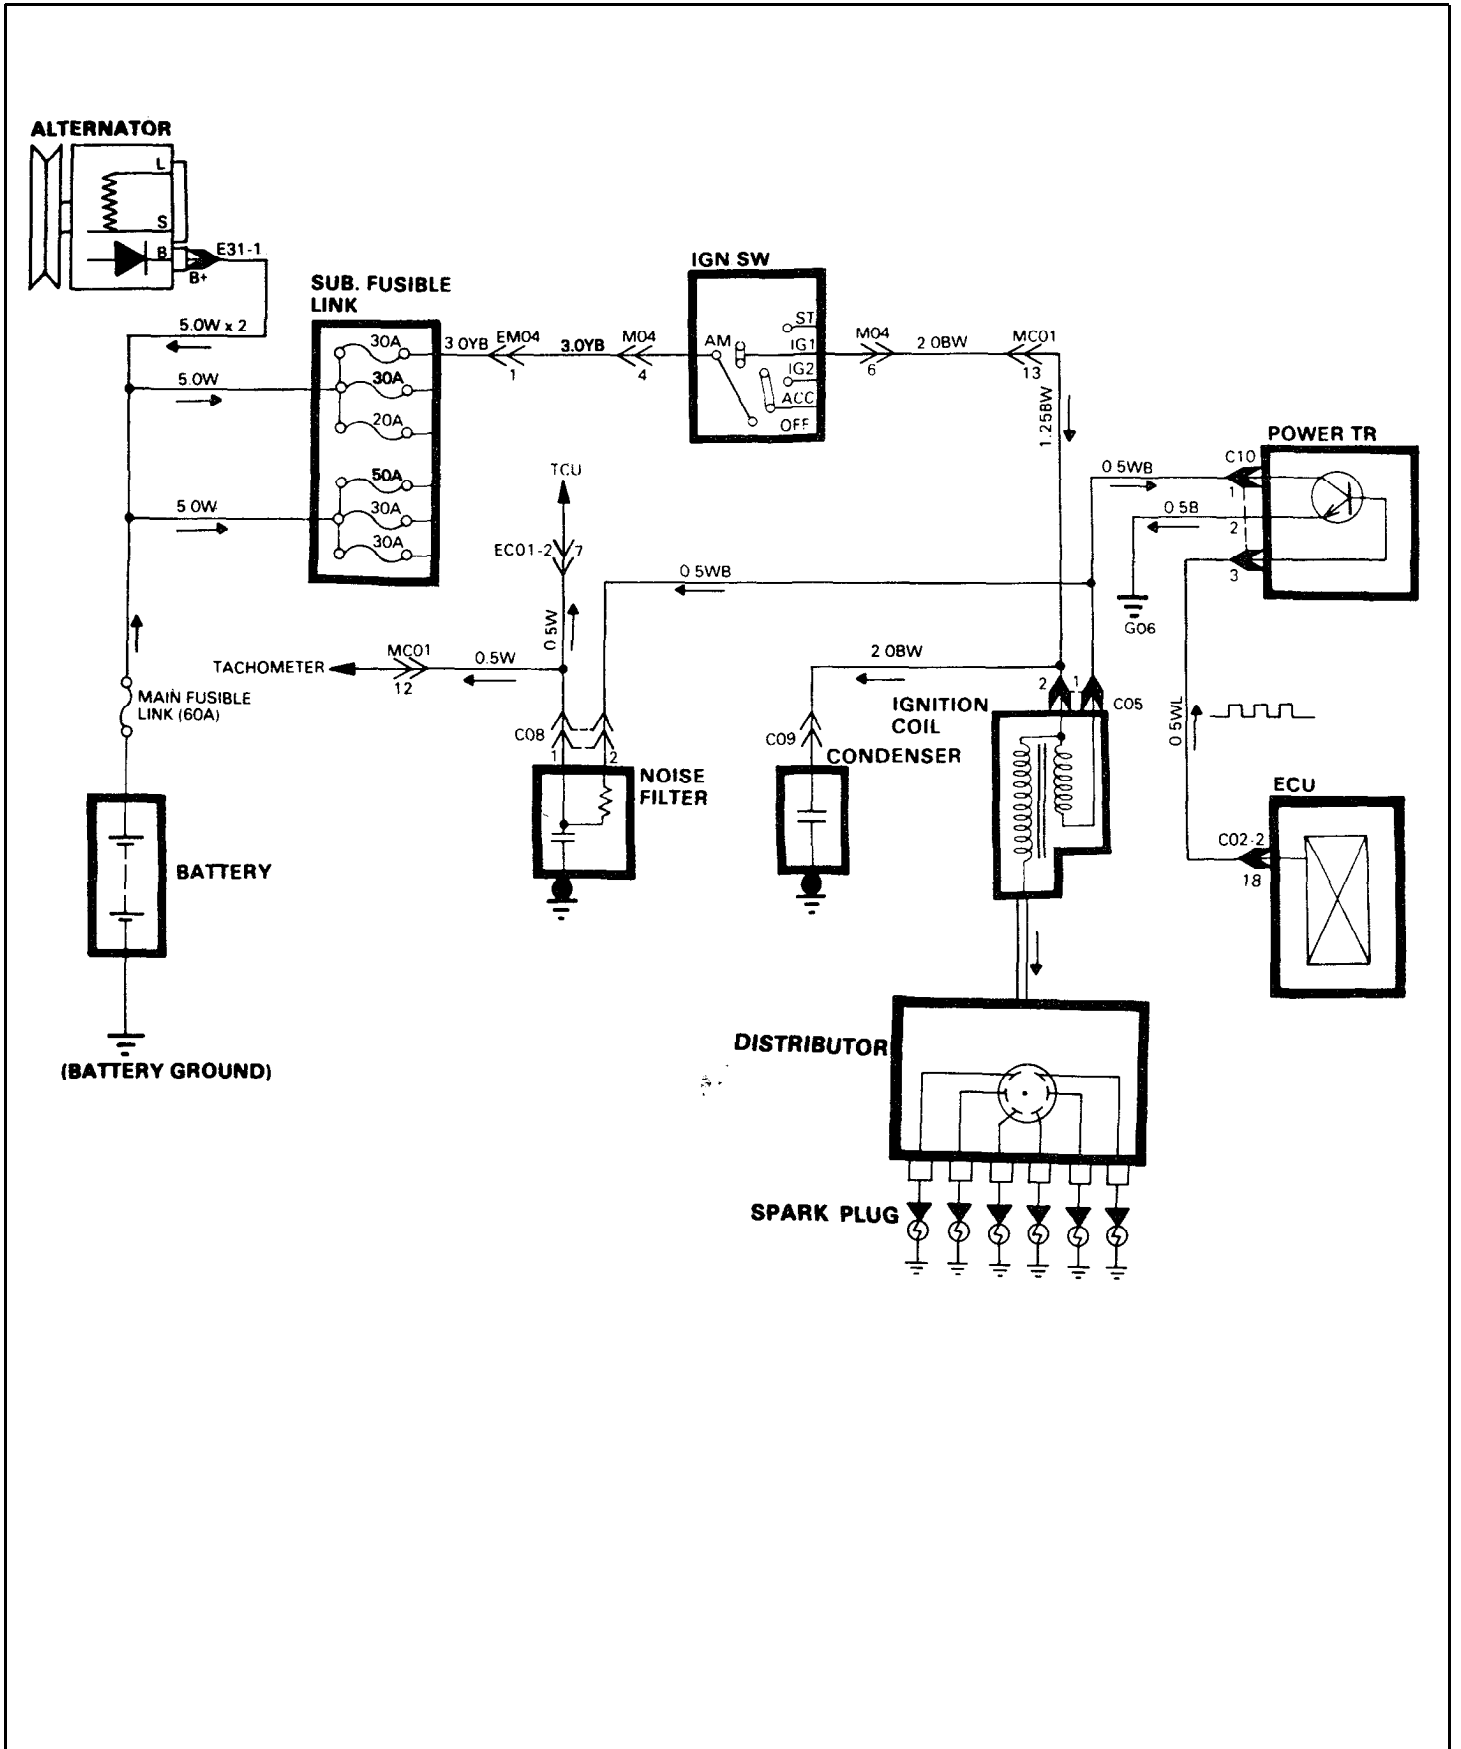 ALTERNATOR
L
S
B
E31-1
B+
5.0W x 2
SUB. FUSIBLE
LINK
30A
30A
20A
50A
30A
30A
5.0W
5 0W
3 0YB
EM04
1
3.0YB
M04
4
IGN SW
AM
ST
IG1
IG2
ACC
OFF
M04
6
2 0BW
MC01
13
1.25BW
POWER TR
C10
1
2
3
0 5WB
0 5B
G06
TCU
EC01-2
7
0 5W
0 5WB
TACHOMETER
MC01
12
0.5W
2 0BW
MAIN FUSIBLE
LINK (60A)
C08
1
2
NOISE
FILTER
C09
CONDENSER
IGNITION
COIL
2
1
C05
0 5WL
ECU
C02-2
18
BATTERY
(BATTERY GROUND)
DISTRIBUTOR
SPARK PLUG